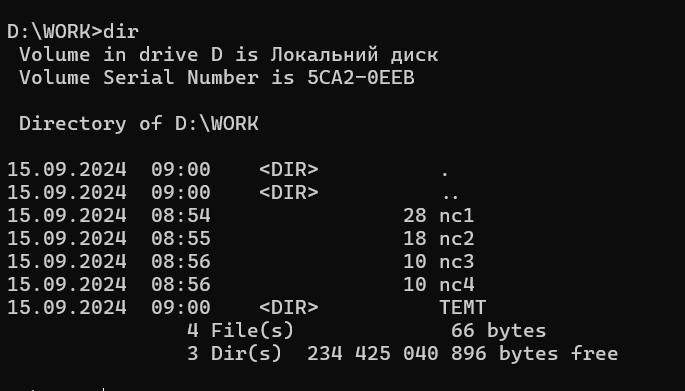 D:\WORK>dir
Volume in drive D is Локальний диск
Volume Serial Number is 5CA2-0EEB
Directory of D:\WORK
15.09.2024 09:00 <DIR> .
15.09.2024 09:00 <DIR> ..
15.09.2024 08:54 28 nc1
15.09.2024 08:55 18 nc2
15.09.2024 08:56 10 nc3
15.09.2024 08:56 10 nc4
15.09.2024 09:00 <DIR> TEMT
4 File(s) 66 bytes
3 Dir(s) 234 425 040 896 bytes free